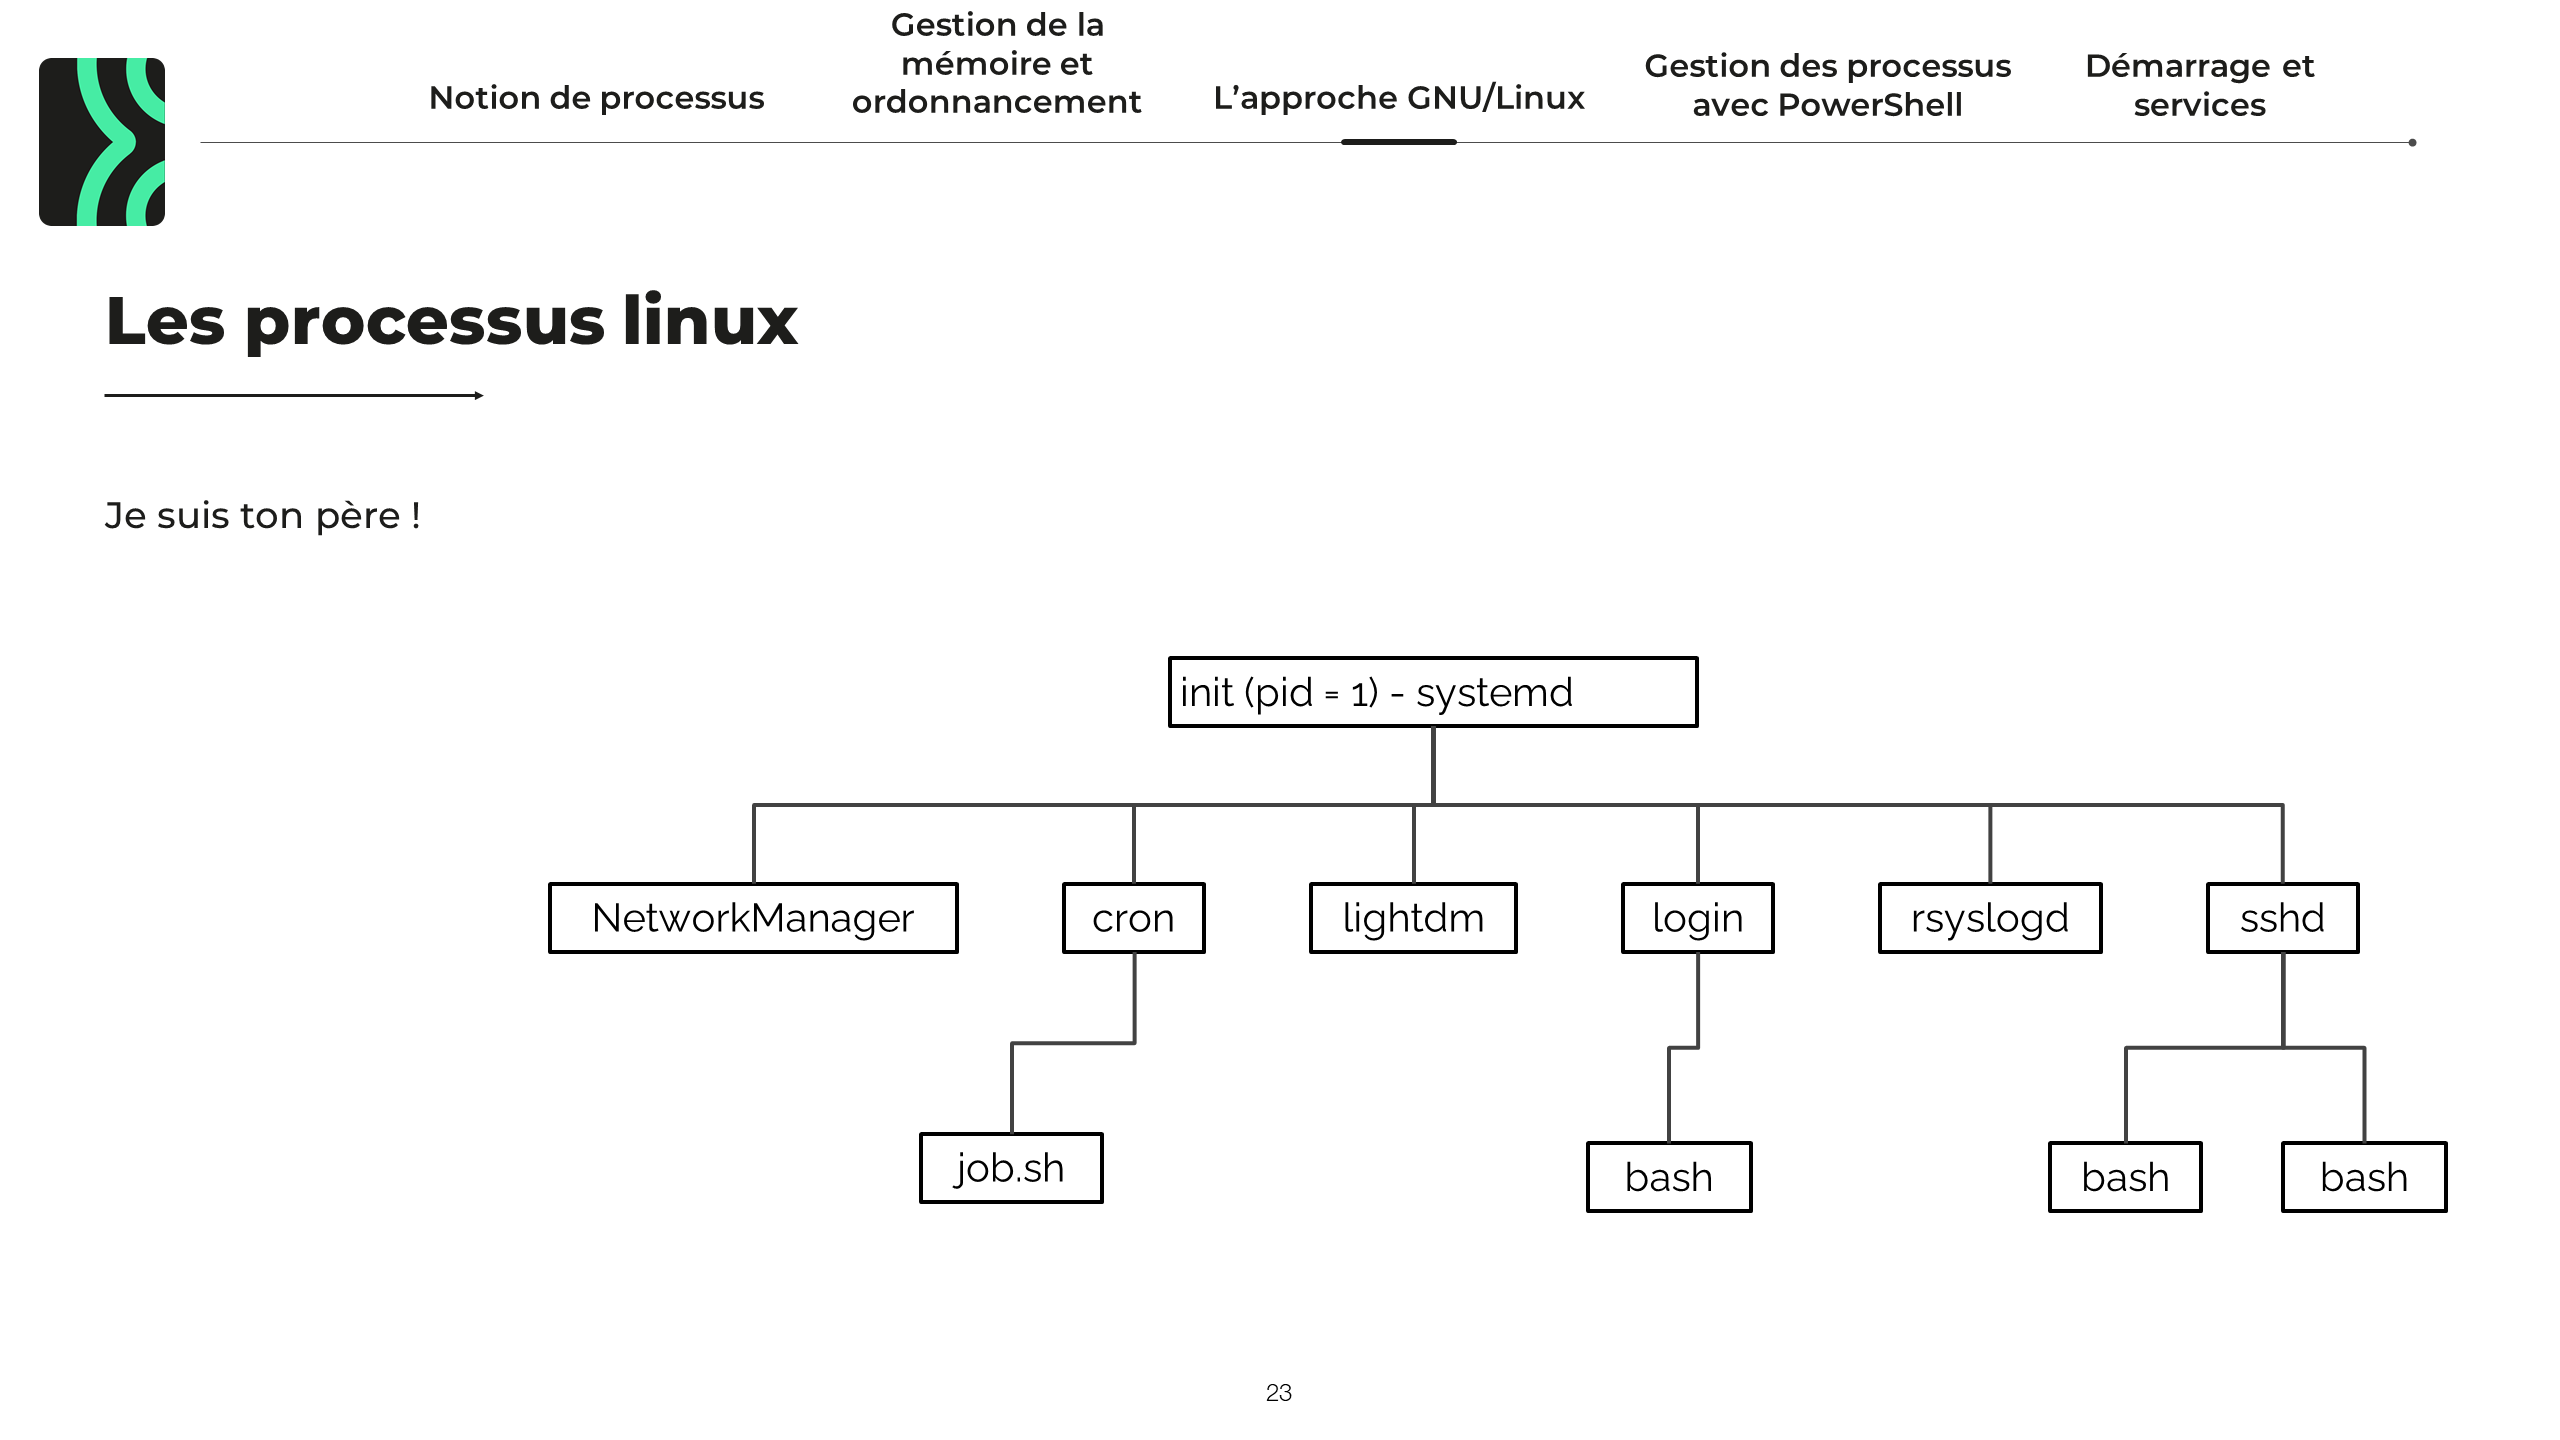 Notion de processus
Gestion de la
mémoire et
ordonnancement
L’approche GNU/Linux
Gestion des processus
avec PowerShell
Démarrage et
services
Les processus linux
Je suis ton père !
init (pid = 1) - systemd
NetworkManager
cron
lightdm
login
rsyslogd
sshd
job.sh
bash
bash
bash
23